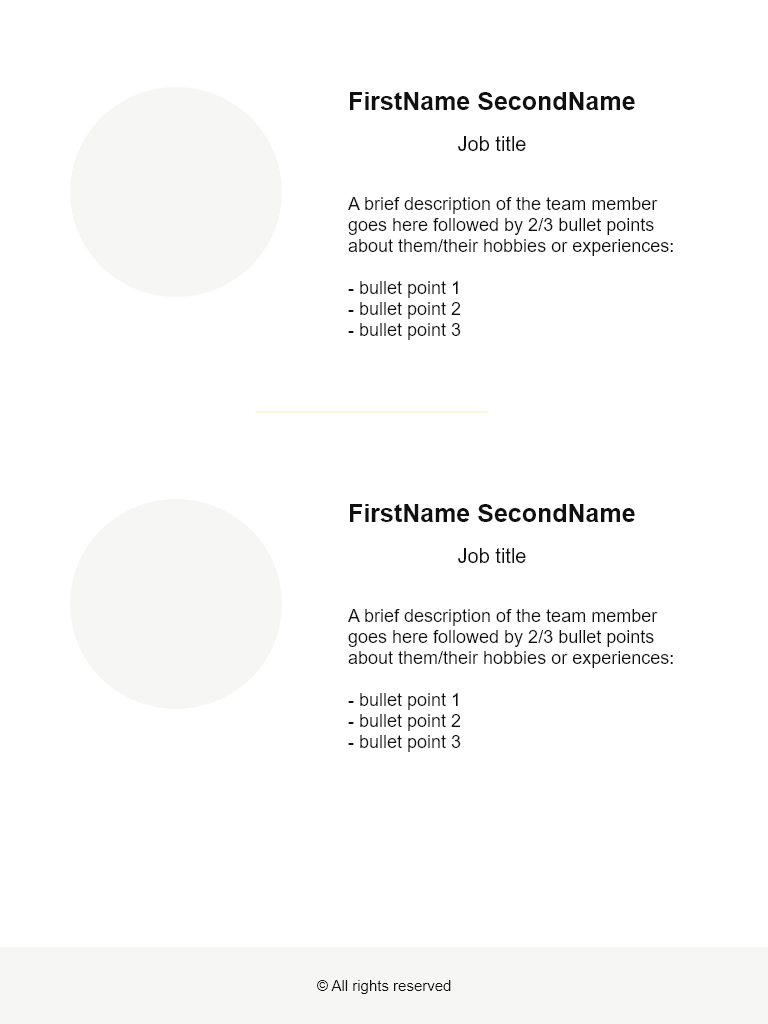 FirstName SecondName
Job title
A brief description of the team member
goes here followed by 2/3 bullet points
about them/their hobbies or experiences:
- bullet point 1
- bullet point 2
- bullet point 3
FirstName SecondName
Job title
A brief description of the team member
goes here followed by 2/3 bullet points
about them/their hobbies or experiences:
- bullet point 1
- bullet point 2
- bullet point 3
© All rights reserved